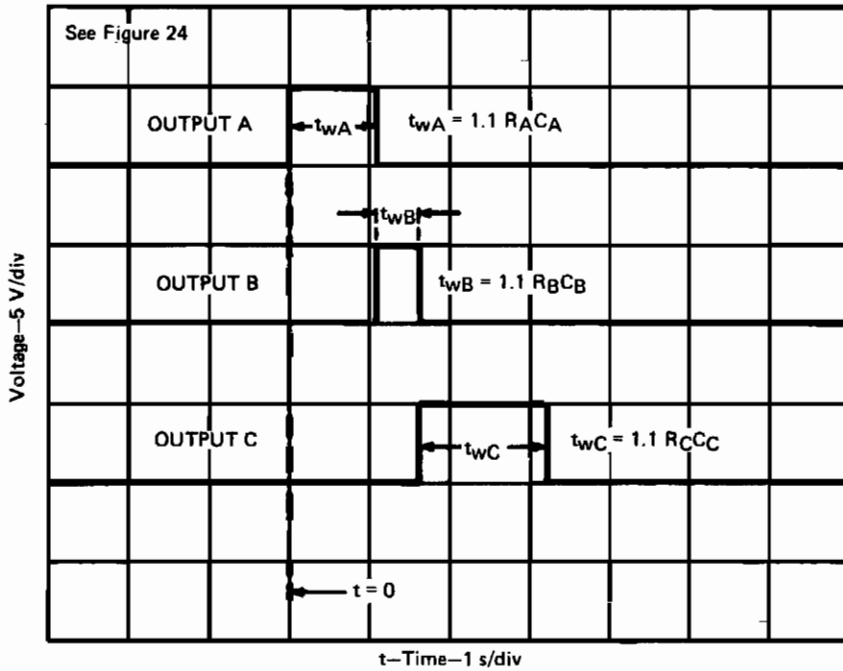 See Figure 24
OUTPUT A
twA
twA = 1.1 RACA
twB
OUTPUT B
twB = 1.1 RBCB
OUTPUT C
twC
twC = 1.1 RCCC
t = 0
Voltage–5 V/div
t–Time–1 s/div